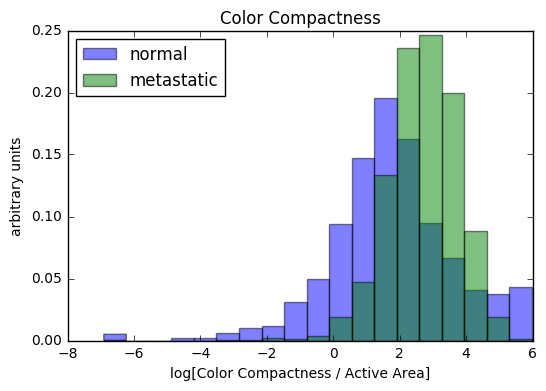 Color Compactness
normal
metastatic
0.25
0.20
0.15
0.10
0.05
0.00
arbitrary units
−8 −6 −4 −2 0 2 4 6
log[Color Compactness / Active Area]